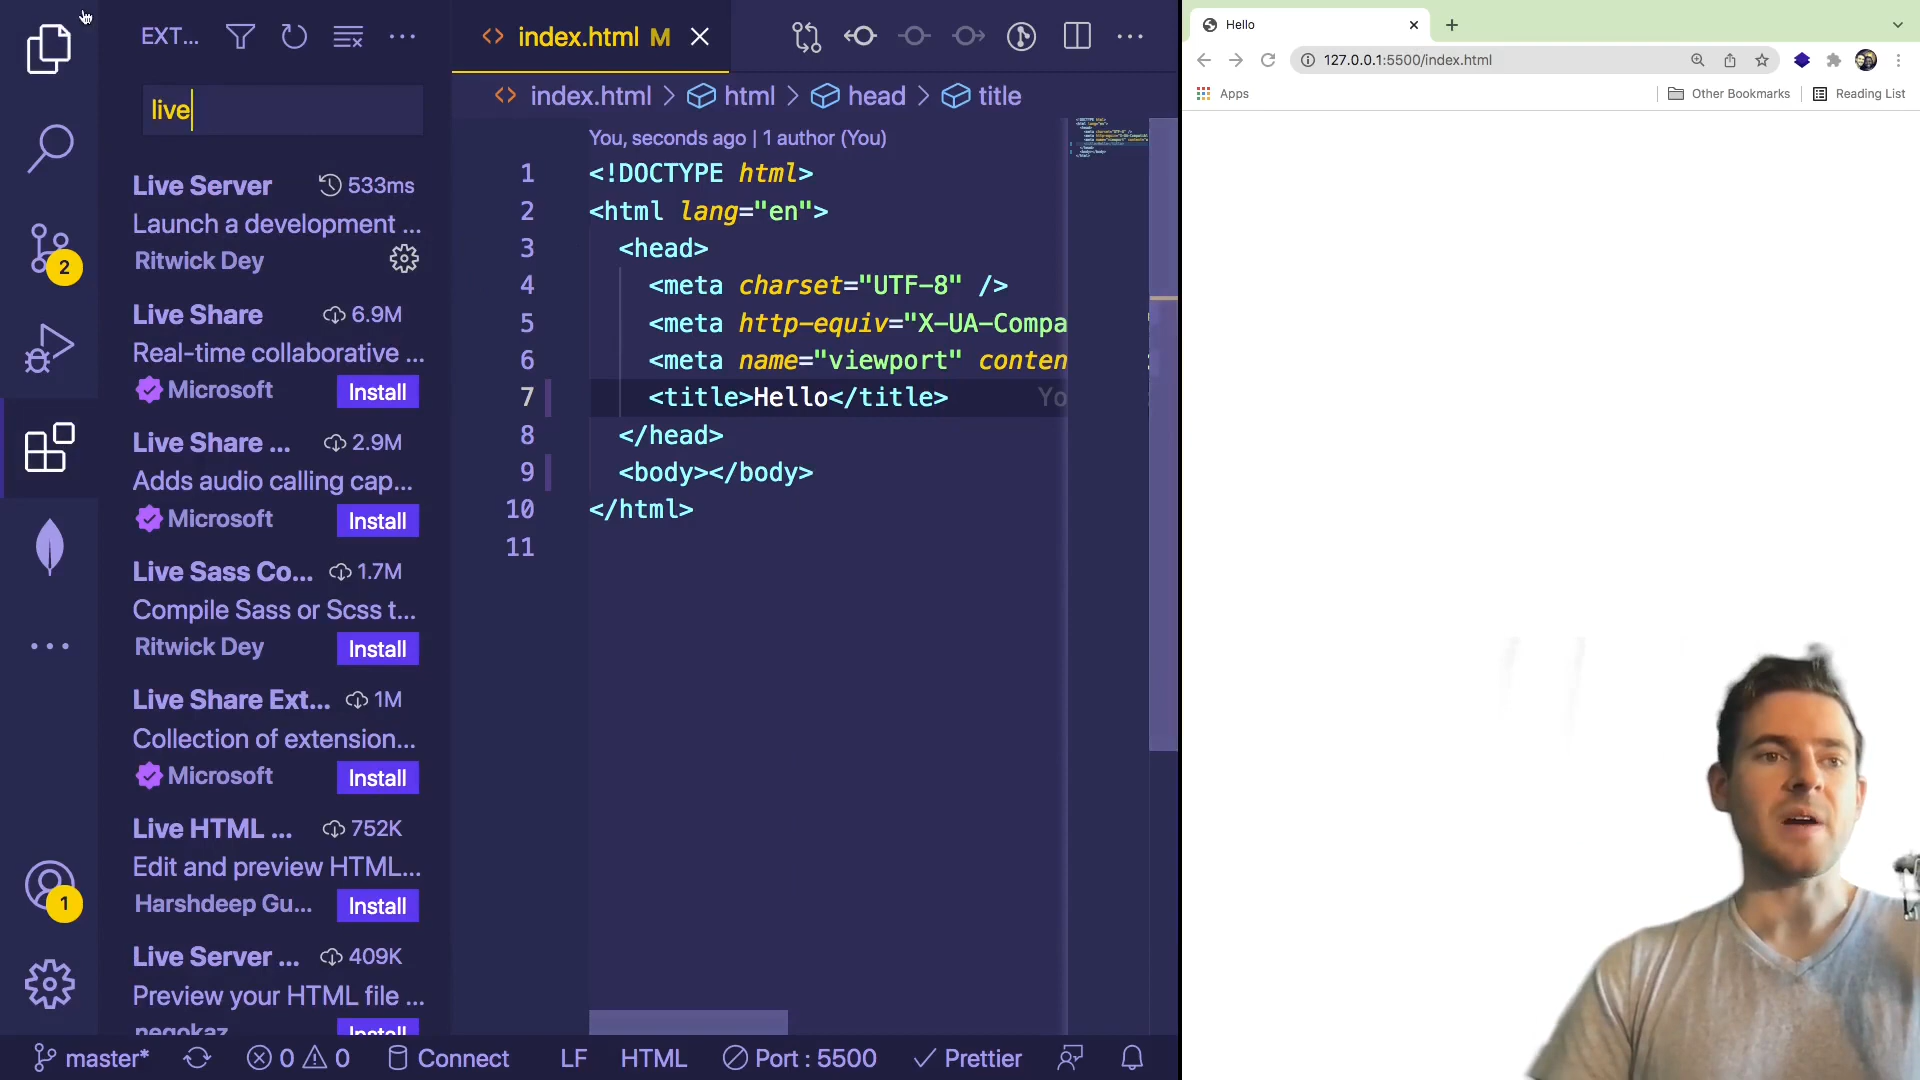 EXT...
live
Live Server 533ms
Launch a development ...
Ritwick Dey
Live Share 6.9M
Real-time collaborative ...
Microsoft Install
Live Share ... 2.9M
Adds audio calling cap...
Microsoft Install
Live Sass Co... 1.7M
Compile Sass or Scss t...
Ritwick Dey Install
Live Share Ext... 1M
Collection of extension...
Microsoft Install
Live HTML ... 752K
Edit and preview HTML...
Harshdeep Gu... Install
Live Server ... 409K
Preview your HTML file ...
negokaz Install
2
1
index.html M
index.html > html > head > title
You, seconds ago | 1 author (You)
1 <!DOCTYPE html>
2 <html lang="en">
3 <head>
4 <meta charset="UTF-8" />
5 <meta http-equiv="X-UA-Compa
6 <meta name="viewport" conten
7 <title>Hello</title> Yo
8 </head>
9 <body></body>
10 </html>
11
master* 0 0 Connect LF HTML Port : 5500 Prettier
Hello
127.0.0.1:5500/index.html
Apps Other Bookmarks Reading List